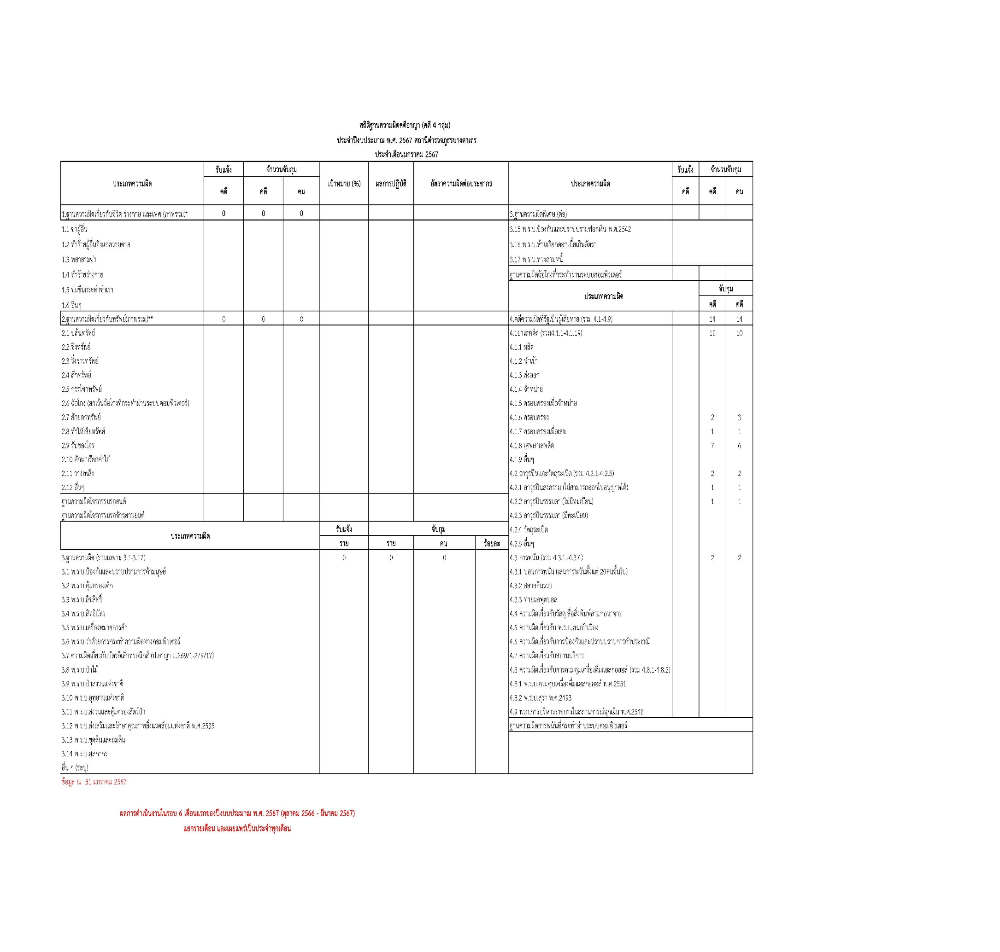 สถิติฐานความผิดคดีอาญา (คดี 4 กลุ่ม)
ประจำปีงบประมาณ พ.ศ. 2567 สถานีตำรวจภูธรบางตาเถร
ประจำเดือนมกราคม 2567
ประเภทความผิด รับแจ้ง จำนวนจับกุม เป้าหมาย (%) ผลการปฏิบัติ อัตราความผิดต่อประชากร ประเภทความผิด รับแจ้ง จำนวนจับกุม
คดี คดี คน คดี คดี คน
1.ฐานความผิดเกี่ยวกับชีวิต ร่างกาย และเพศ (ภาพรวม)* 0 0 0 3.ฐานความผิดพิเศษ (ต่อ)
1.1 ฆ่าผู้อื่น 3.15 พ.ร.บ.ป้องกันและปราบปรามฟอกเงิน พ.ศ.2542
1.2 ทำร้ายผู้อื่นถึงแก่ความตาย 3.16 พ.ร.บ.ห้ามเรียกดอกเบี้ยเกินอัตรา
1.3 พยายามฆ่า 3.17 พ.ร.บ.ทวงถามหนี้
1.4 ทำร้ายร่างกาย ฐานความผิดฉ้อโกงที่กระทำผ่านระบบคอมพิวเตอร์
1.5 ข่มขืนกระทำชำเรา ประเภทความผิด จับกุม
1.6 อื่นๆ คดี คดี
2.ฐานความผิดเกี่ยวกับทรัพย์(ภาพรวม)** 0 0 0 4.คดีความผิดที่รัฐเป็นผู้เสียหาย (รวม 4.1-4.9) 14 14
2.1 ปล้นทรัพย์ 4.1ยาเสพติด (รวม4.1.1-4.1.19) 10 10
2.2 ชิงทรัพย์ 4.1.1 ผลิต
2.3 วิ่งราวทรัพย์ 4.1.2 นำเข้า
2.4 ลักทรัพย์ 4.1.3 ส่งออก
2.5 กรรโชกทรัพย์ 4.1.4 จำหน่าย
2.6 ฉ้อโกง (ยกเว้นฉ้อโกงที่กระทำผ่านระบบคอมพิวเตอร์) 4.1.5 ครอบครองเพื่อจำหน่าย
2.7 ยักยอกทรัพย์ 4.1.6 ครอบครอง 2 3
2.8 ทำให้เสียทรัพย์ 4.1.7 ครอบครองเพื่อเสพ 1 1
2.9 รับของโจร 4.1.8 เสพยาเสพติด 7 6
2.10 ลักพาเรียกค่าไถ่ 4.1.9 อื่นๆ
2.11 วางเพลิง 4.2 อาวุธปืนและวัตถุระเบิด (รวม 4.2.1-4.2.5) 2 2
2.12 อื่นๆ 4.2.1 อาวุธปืนสงคราม (ไม่สามารถออกใบอนุญาตได้) 1 1
ฐานความผิดโจรกรรมรถยนต์ 4.2.2 อาวุธปืนธรรมดา (ไม่มีทะเบียน) 1 1
ฐานความผิดโจรกรรมรถจักรยานยนต์ 4.2.3 อาวุธปืนธรรมดา (มีทะเบียน)
ประเภทความผิด รับแจ้ง จับกุม 4.2.4 วัตถุระเบิด
ราย ราย คน ร้อยละ 4.2.5 อื่นๆ
3.ฐานความผิด (รวมเฉพาะ 3.1-3.17) 0 0 0 4.3 การพนัน (รวม 4.3.1.-4.3.4) 2 2
3.1 พ.ร.บ.ป้องกันและปราบปรามการค้ามนุษย์ 4.3.1 บ่อนการพนัน (เล่นการพนันตั้งแต่ 20คนขึ้นไป)
3.2 พ.ร.บ.คุ้มครองเด็ก 4.3.2 สลากกินรวบ
3.3 พ.ร.บ.ลิขสิทธิ์ 4.3.3 ทายผลฟุตบอล
3.4 พ.ร.บ.สิทธิบัตร 4.4 ความผิดเกี่ยวกับวัสดุ สื่อสิ่งพิมพ์ลามกอนาจาร
3.5 พ.ร.บ.เครื่องหมายการค้า 4.5 ความผิดเกี่ยวกับ พ.ร.บ.คนเข้าเมือง
3.6 พ.ร.บ.ว่าด้วยการกระทำความผิดทางคอมพิวเตอร์ 4.6 ความผิดเกี่ยวกับการป้องกันและปราบปรามการค้าประเวณี
3.7 ความผิดเกี่ยวกับบัตรอิเล็กทรอนิกส์ (ป.อาญา ม.269/1-279/17) 4.7 ความผิดเกี่ยวกับสถานบริการ
3.8 พ.ร.บ.ป่าไม้ 4.8 ความผิดเกี่ยวกับการควบคุมเครื่องดื่มแอลกอฮอล์ (รวม 4.8.1-4.8.2)
3.9 พ.ร.บ.ป่าสงวนแห่งชาติ 4.8.1 พ.ร.บ.ควบคุมเครื่องดื่มแอลกอฮอล์ พ.ศ.2551
3.10 พ.ร.บ.อุทยานแห่งชาติ 4.8.2 พ.ร.บ.สุรา พ.ศ.2493
3.11 พ.ร.บ.สงวนและคุ้มครองสัตว์ป่า 4.9 พรก.การบริหารราชการในสถานการณ์ฉุกเฉิน พ.ศ.2548
3.12 พ.ร.บ.ส่งเสริมและรักษาคุณภาพสิ่งแวดล้อมแห่งชาติ พ.ศ.2535 ฐานความผิดการพนันที่กระทำผ่านระบบคอมพิวเตอร์
3.13 พ.ร.บ.ขุดดินและถมดิน
3.14 พ.ร.บ.ศุลกากร
อื่น ๆ (ระบุ)
ข้อมูล ณ 31 มกราคม 2567
ผลการดำเนินงานในรอบ 6 เดือนแรกของปีงบประมาณ พ.ศ. 2567 (ตุลาคม 2566 - มีนาคม 2567)
แยกรายเดือน และเผยแพร่เป็นประจำทุกเดือน